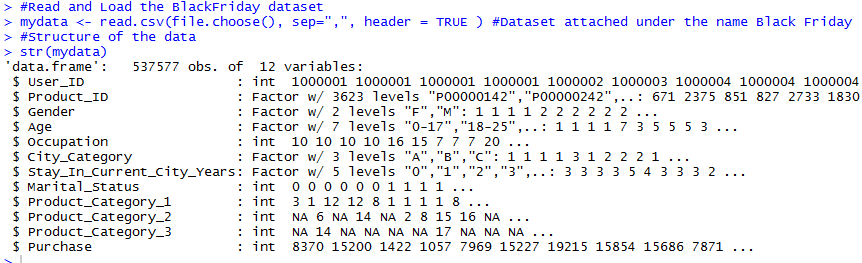 > #Read and Load the BlackFriday dataset
> mydata <- read.csv(file.choose(), sep=",", header = TRUE ) #Dataset attached under the name Black Friday
> #Structure of the data
> str(mydata)
'data.frame':   537577 obs. of  12 variables:
 $ User_ID                   : int  1000001 1000001 1000001 1000001 1000002 1000003 1000004 1000004 1000004
 $ Product_ID                : Factor w/ 3623 levels "P00000142","P00000242",..: 671 2375 851 827 2733 1830
 $ Gender                    : Factor w/ 2 levels "F","M": 1 1 1 1 2 2 2 2 2 2 ...
 $ Age                       : Factor w/ 7 levels "0-17","18-25",..: 1 1 1 1 7 3 5 5 5 3 ...
 $ Occupation                : int  10 10 10 10 16 15 7 7 7 20 ...
 $ City_Category             : Factor w/ 3 levels "A","B","C": 1 1 1 1 3 1 2 2 2 1 ...
 $ Stay_In_Current_City_Years: Factor w/ 5 levels "0","1","2","3",..: 3 3 3 3 5 4 3 3 3 2 ...
 $ Marital_Status            : int  0 0 0 0 0 0 1 1 1 1 ...
 $ Product_Category_1        : int  3 1 12 12 8 1 1 1 1 8 ...
 $ Product_Category_2        : int  NA 6 NA 14 NA 2 8 15 16 NA ...
 $ Product_Category_3        : int  NA 14 NA NA NA NA 17 NA NA NA ...
 $ Purchase                  : int  8370 15200 1422 1057 7969 15227 19215 15854 15686 7871 ...
>